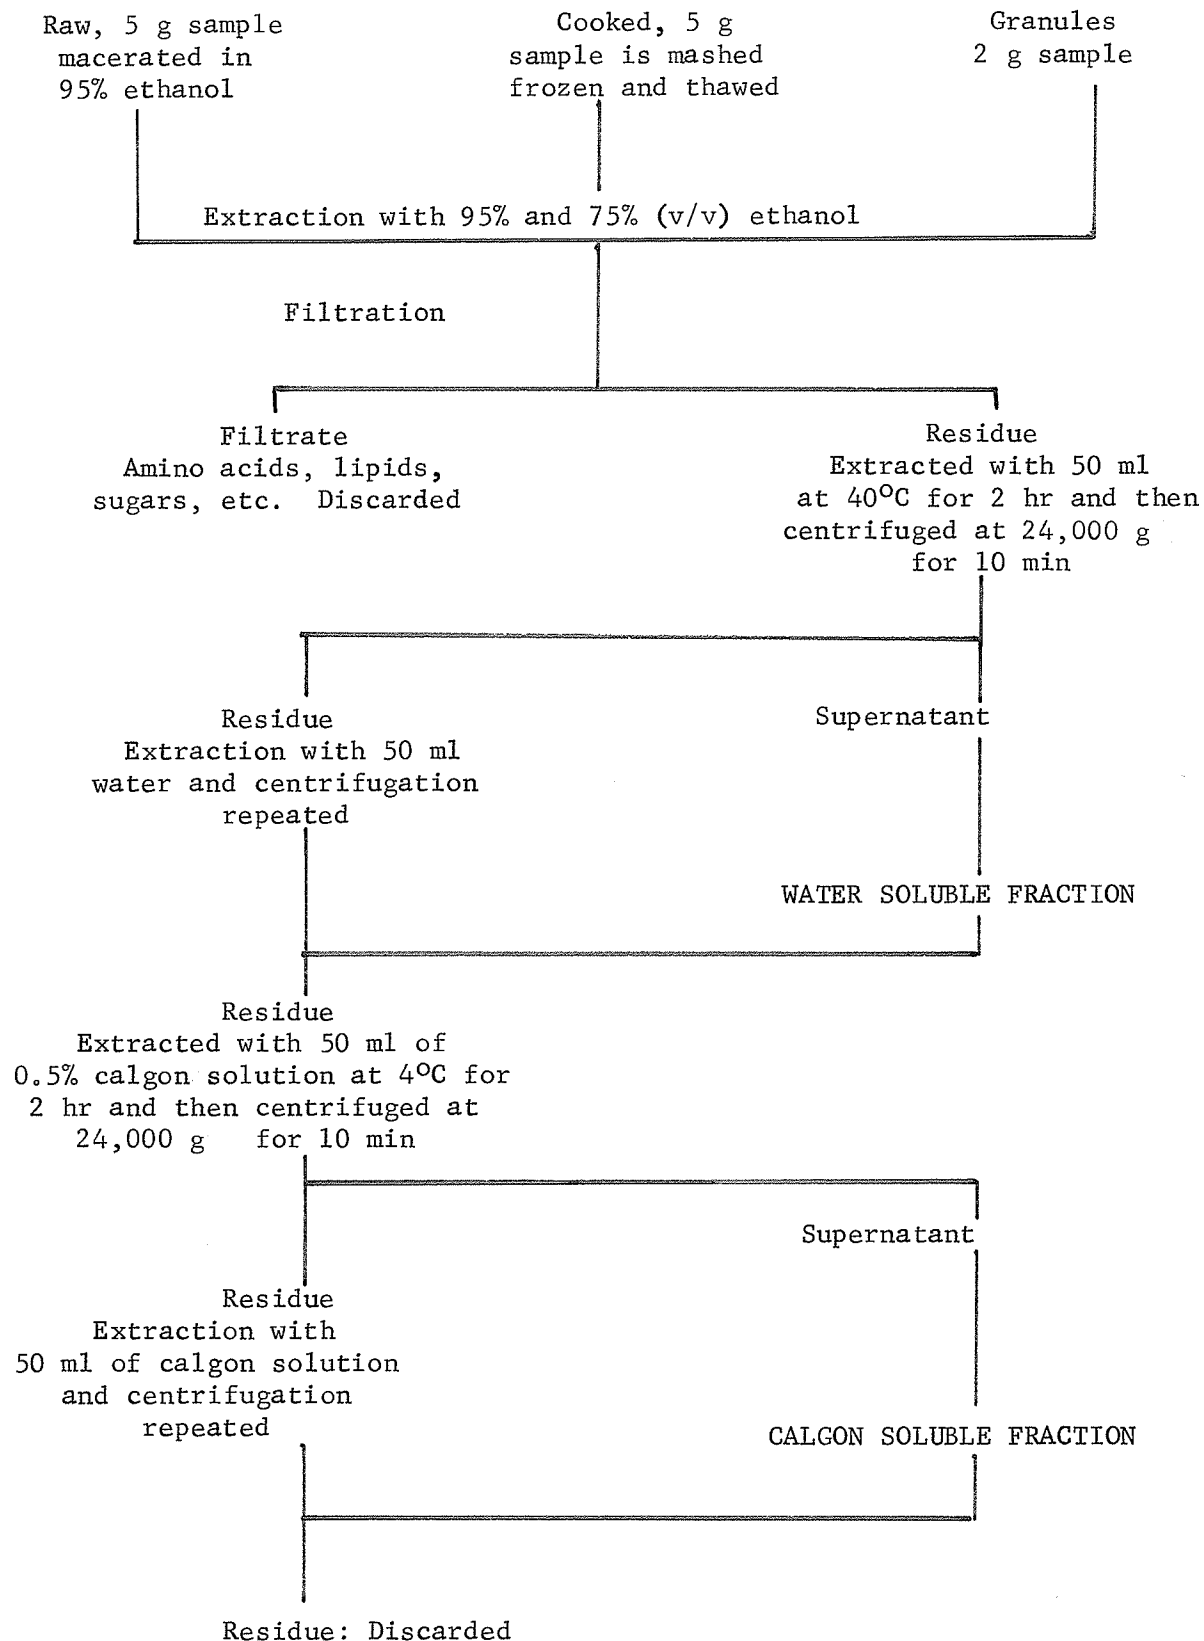 Raw, 5 g sample
macerated in
95% ethanol
Cooked, 5 g
sample is mashed
frozen and thawed
Granules
2 g sample
Extraction with 95% and 75% (v/v) ethanol
Filtration
Filtrate
Amino acids, lipids,
sugars, etc. Discarded
Residue
Extracted with 50 ml
at 40°C for 2 hr and then
centrifuged at 24,000 g
for 10 min
Residue
Extraction with 50 ml
water and centrifugation
repeated
Supernatant
WATER SOLUBLE FRACTION
Residue
Extracted with 50 ml of
0.5% calgon solution at 4°C for
2 hr and then centrifuged at
24,000 g for 10 min
Supernatant
Residue
Extraction with
50 ml of calgon solution
and centrifugation
repeated
CALGON SOLUBLE FRACTION
Residue: Discarded